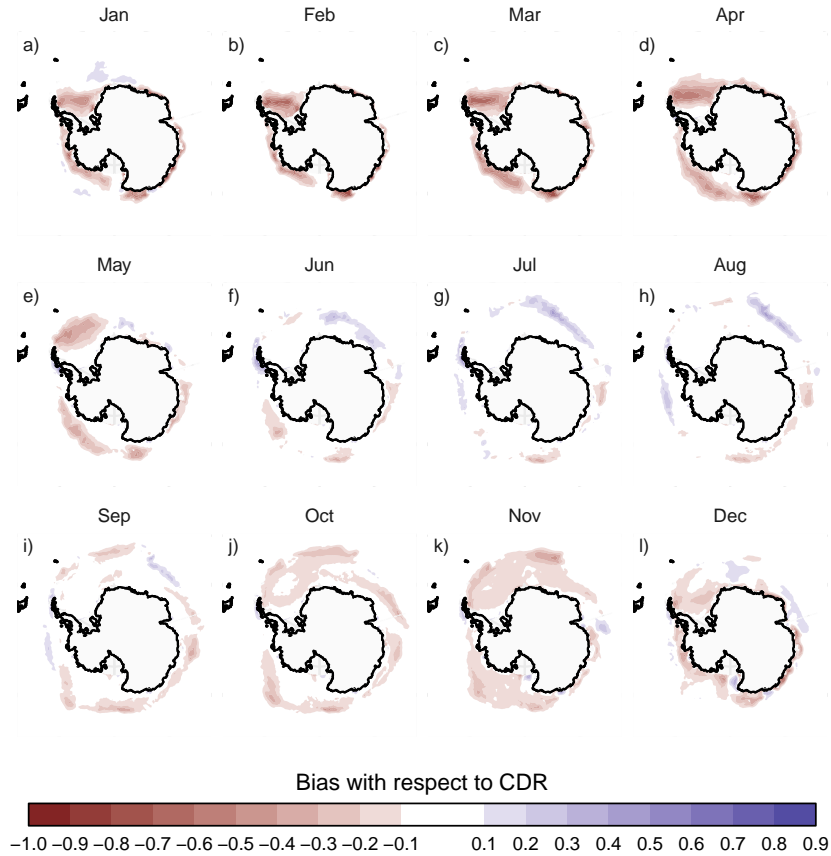 Jan Feb Mar Apr
a) b) c) d)
May Jun Jul Aug
e) f) g) h)
Sep Oct Nov Dec
i) j) k) l)
Bias with respect to CDR
−1.0 −0.9 −0.8 −0.7 −0.6 −0.5 −0.4 −0.3 −0.2 −0.1 0.1 0.2 0.3 0.4 0.5 0.6 0.7 0.8 0.9